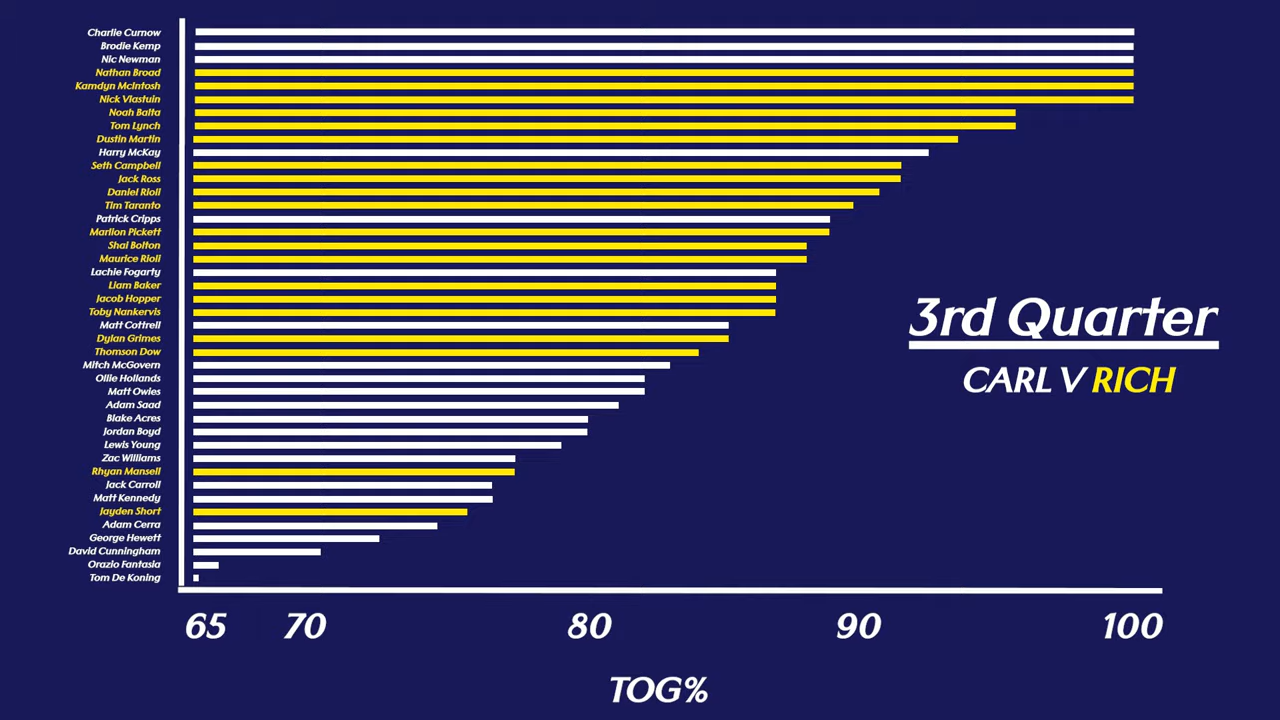 Charlie Curnow
Brodie Kemp
Nic Newman
Nathan Broad
Kamdyn McIntosh
Nick Vlastuin
Noah Balta
Tom Lynch
Dustin Martin
Harry McKay
Seth Campbell
Jack Ross
Daniel Rioli
Tim Taranto
Patrick Cripps
Marlion Pickett
Shai Bolton
Maurice Rioli
Lachie Fogarty
Liam Baker
Jacob Hopper
Toby Nankervis
Matt Cottrell
Dylan Grimes
Thomson Dow
Mitch McGovern
Ollie Hollands
Matt Owies
Adam Saad
Blake Acres
Jordan Boyd
Lewis Young
Zac Williams
Rhyan Mansell
Jack Carroll
Matt Kennedy
Jayden Short
Adam Cerra
George Hewett
David Cunningham
Orazio Fantasia
Tom De Koning
3rd Quarter
CARL V RICH
65 70 80 90 100
TOG%